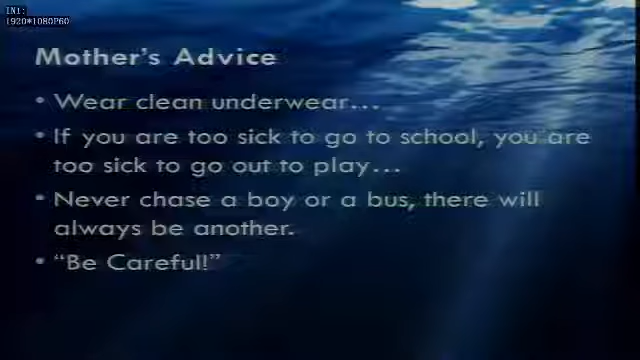 IN1:
1920*1080P60
Mother's Advice
• Wear clean underwear...
• If you are too sick to go to school, you are
too sick to go out to play...
• Never chase a boy or a bus, there will
always be another.
• “Be Careful!”